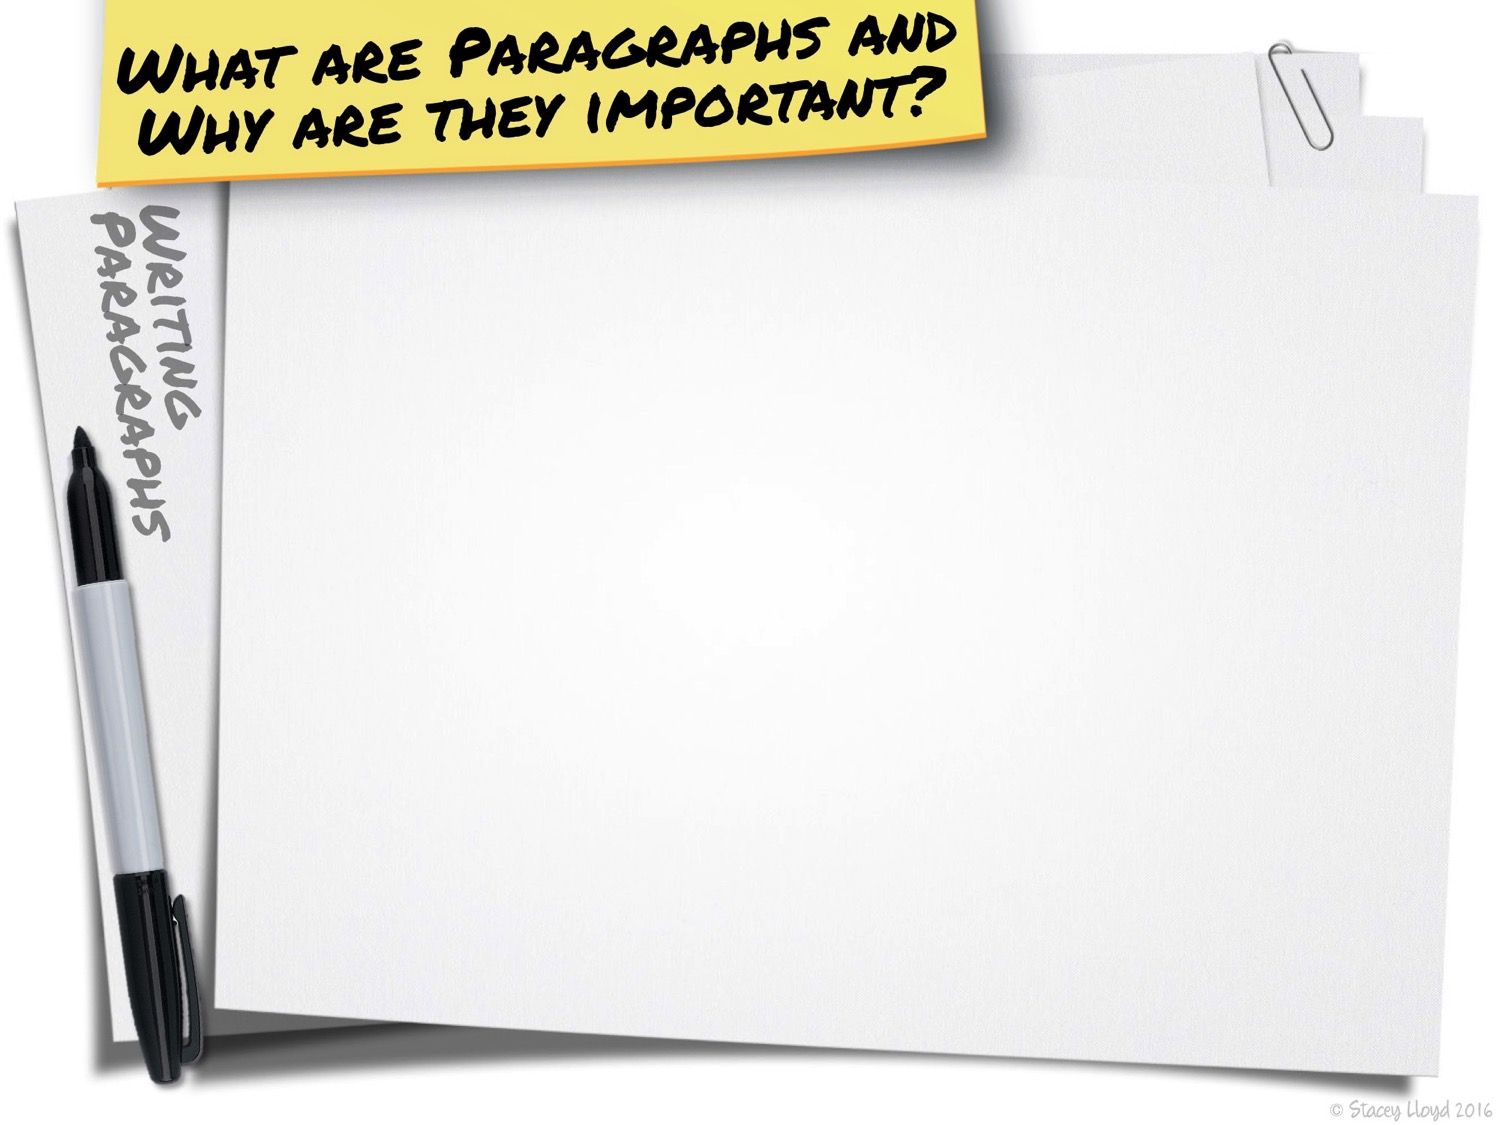 What are Paragraphs and
Why are they important?
Writing
Paragraphs
© Stacey Lloyd 2016